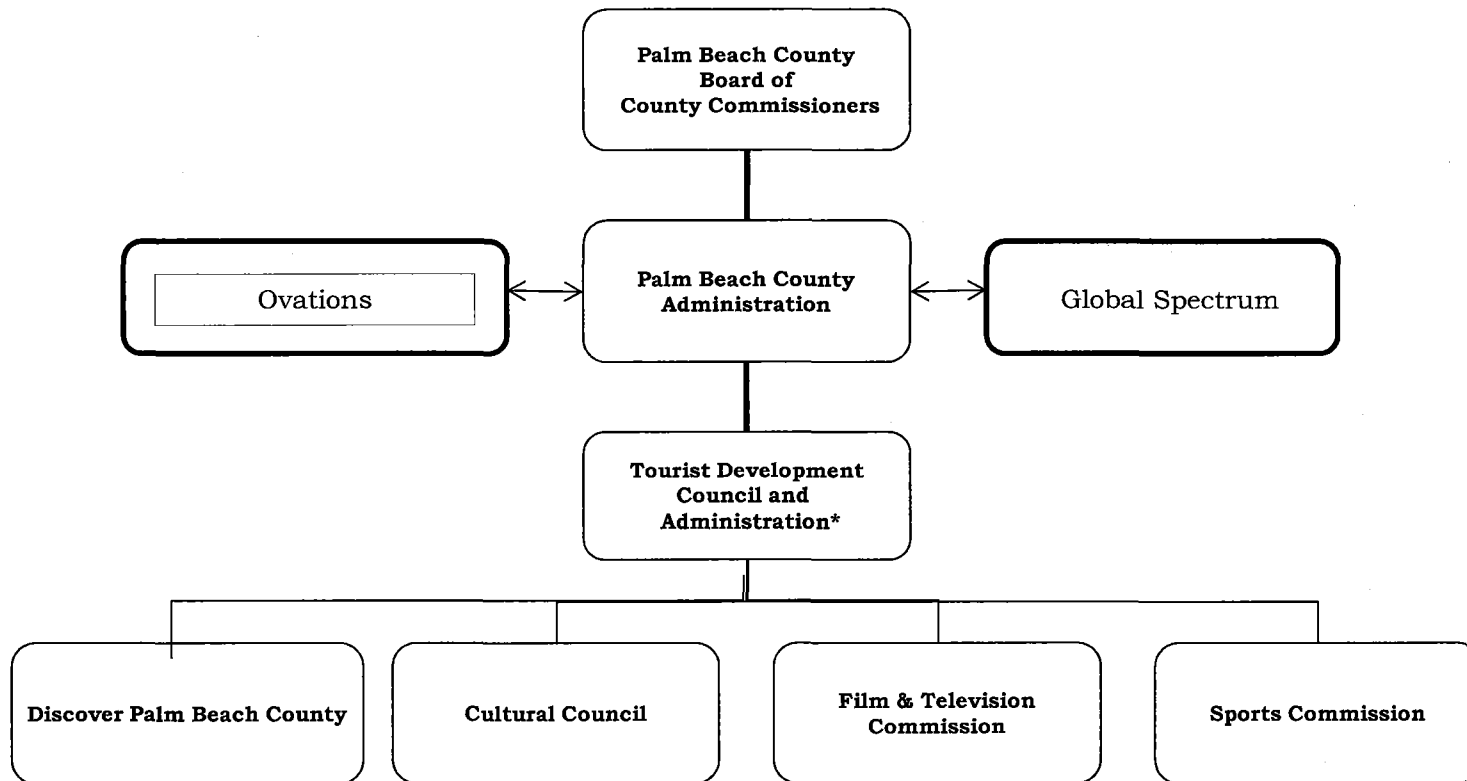 Palm Beach County
Board of
County Commissioners
Ovations
Palm Beach County
Administration
Global Spectrum
Tourist Development
Council and
Administration*
Discover Palm Beach County
Cultural Council
Film & Television
Commission
Sports Commission